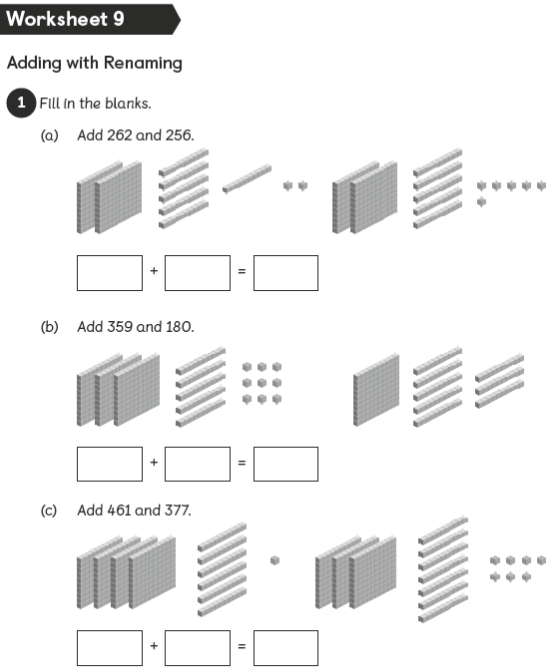 Worksheet 9
Adding with Renaming
1 Fill in the blanks.
(a) Add 262 and 256.
+ =
(b) Add 359 and 180.
+ =
(c) Add 461 and 377.
+ =